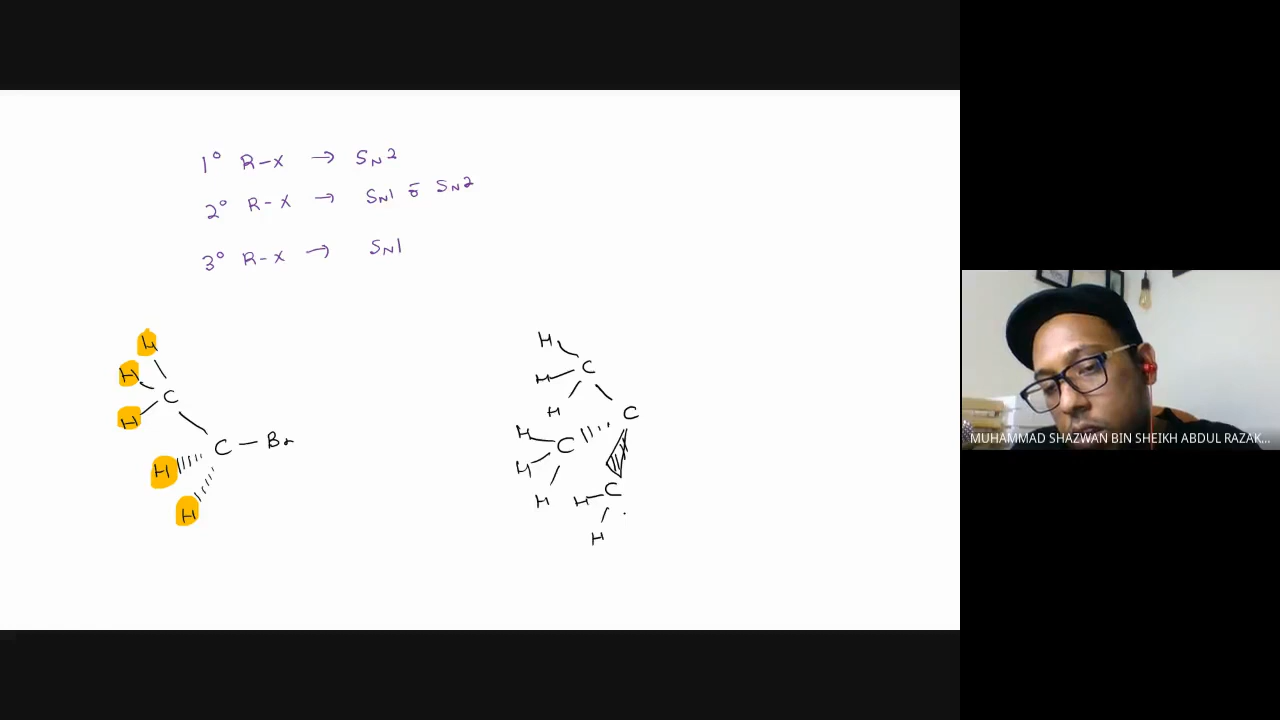 1° R-X → SN2
2° R-X → SN1 ō SN2
3° R-X → SN1
H
H
C
H
C - Br
H
H
H
C
H
H
C
H
C
H
H
C
H
H
MUHAMMAD SHAZWAN BIN SHEIKH ABDUL RAZAK...